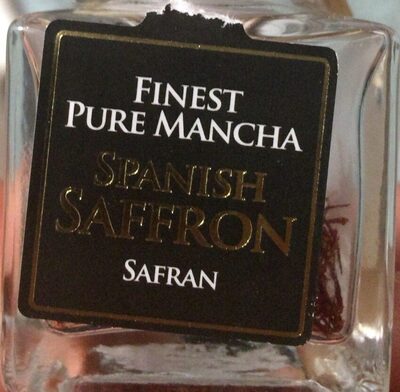 FINEST
PURE MANCHA
SPANISH
SAFFRON
SAFRAN